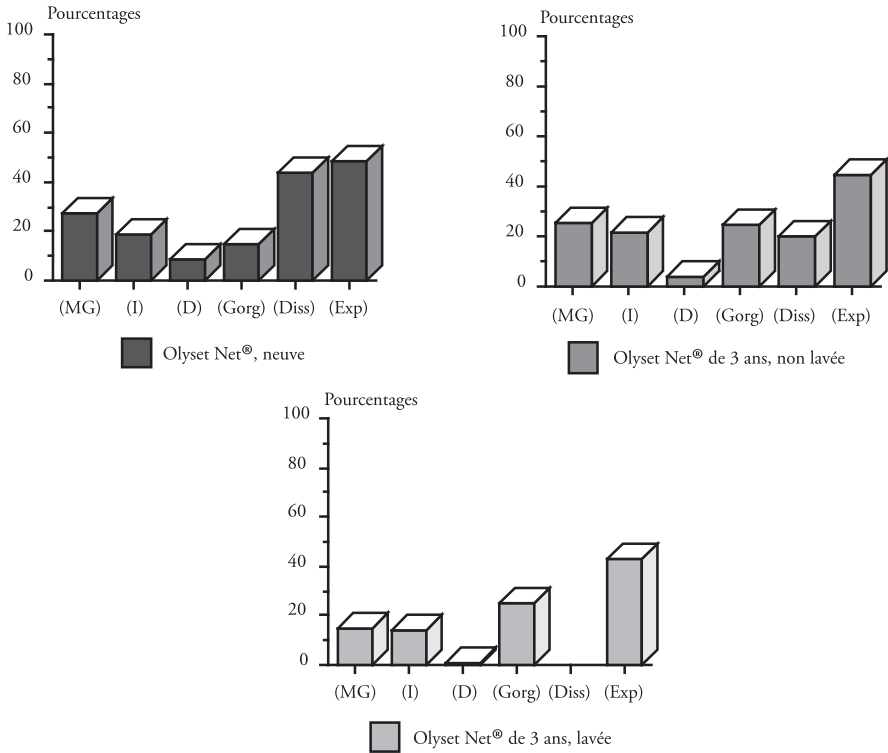 Pourcentages
100
80
60
40
20
0
(MG) (I) (D) (Gorg) (Diss) (Exp)
Olyset Net®, neuve
Pourcentages
100
80
60
40
20
0
(MG) (I) (D) (Gorg) (Diss) (Exp)
Olyset Net® de 3 ans, non lavée
Pourcentages
100
80
60
40
20
0
(MG) (I) (D) (Gorg) (Diss) (Exp)
Olyset Net® de 3 ans, lavée